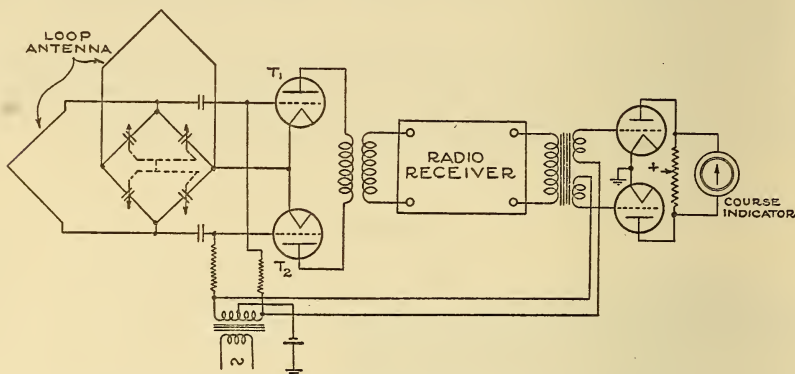 LOOP
ANTENNA
T1
T2
RADIO
RECEIVER
+
COURSE
INDICATOR